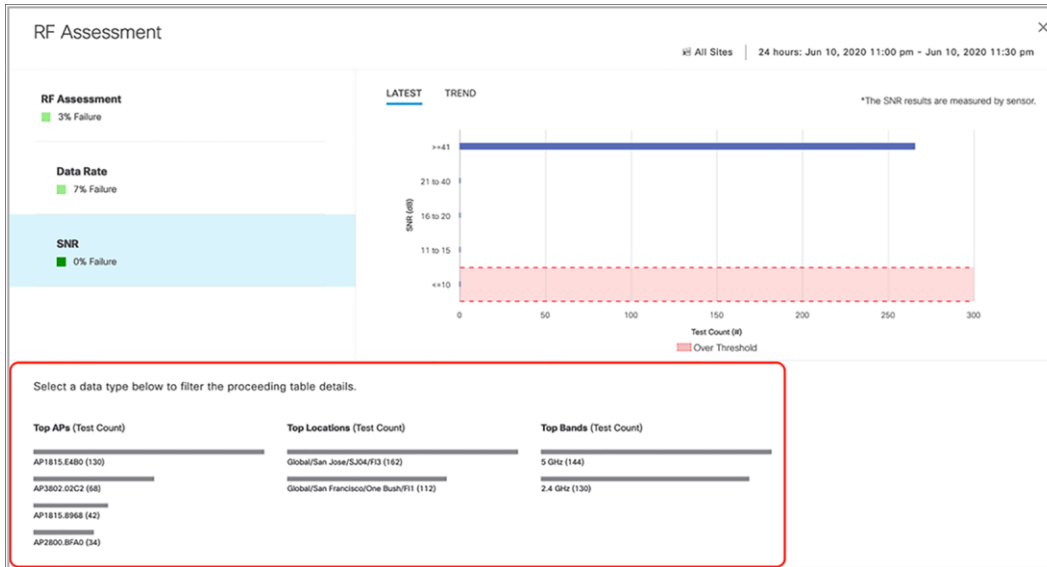 RF Assessment
All Sites
24 hours: Jun 10, 2020 11:00 pm - Jun 10, 2020 11:30 pm
RF Assessment
3% Failure
Data Rate
7% Failure
SNR
0% Failure
LATEST
TREND
*The SNR results are measured by sensor.
SNR (dB)
>=41
21 to 40
16 to 20
11 to 15
<=10
0 50 100 150 200 250 300
Test Count (#)
Over Threshold
Select a data type below to filter the proceeding table details.
Top APs (Test Count)
AP1815.E4B0 (130)
AP3802.02C2 (68)
AP1815.8968 (42)
AP2800.BFA0 (34)
Top Locations (Test Count)
Global/San Jose/SJ04/Fl3 (162)
Global/San Francisco/One Bush/Fl1 (112)
Top Bands (Test Count)
5 GHz (144)
2.4 GHz (130)